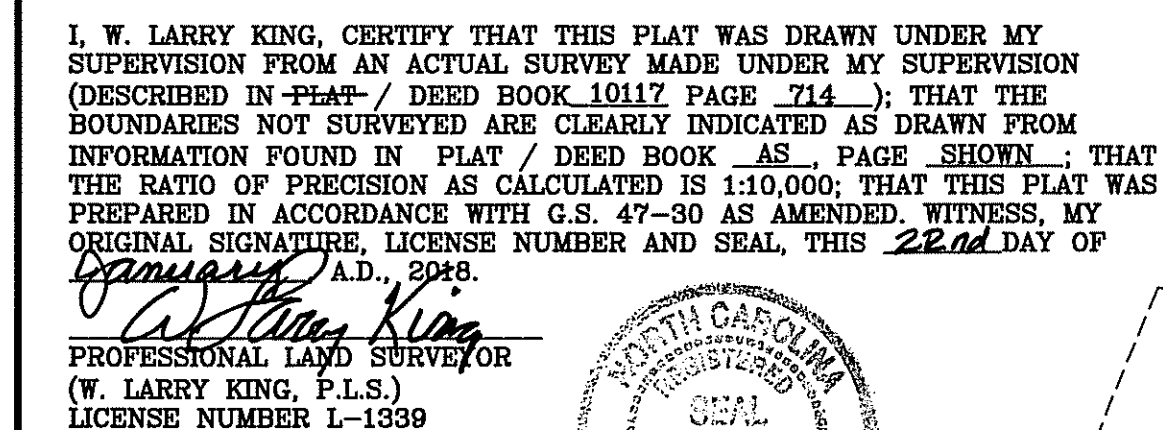 I, W. LARRY KING, CERTIFY THAT THIS PLAT WAS DRAWN UNDER MY
SUPERVISION FROM AN ACTUAL SURVEY MADE UNDER MY SUPERVISION
(DESCRIBED IN PLAT / DEED BOOK 10117 PAGE 714 ); THAT THE
BOUNDARIES NOT SURVEYED ARE CLEARLY INDICATED AS DRAWN FROM
INFORMATION FOUND IN PLAT / DEED BOOK AS , PAGE SHOWN ; THAT
THE RATIO OF PRECISION AS CALCULATED IS 1:10,000; THAT THIS PLAT WAS
PREPARED IN ACCORDANCE WITH G.S. 47-30 AS AMENDED. WITNESS, MY
ORIGINAL SIGNATURE, LICENSE NUMBER AND SEAL, THIS 22nd DAY OF
January A.D., 2018.
W Larry King
PROFESSIONAL LAND SURVEYOR
(W. LARRY KING, P.L.S.)
LICENSE NUMBER L-1339
NORTH CAROLINA
REGISTERED
SEAL